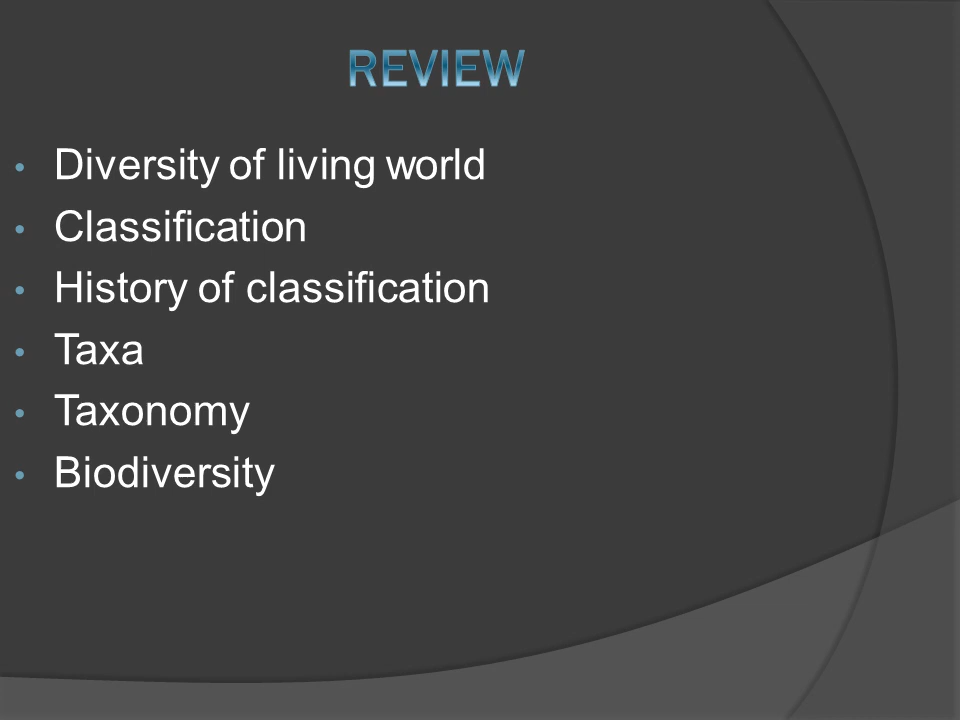 REVIEW
• Diversity of living world
• Classification
• History of classification
• Taxa
• Taxonomy
• Biodiversity